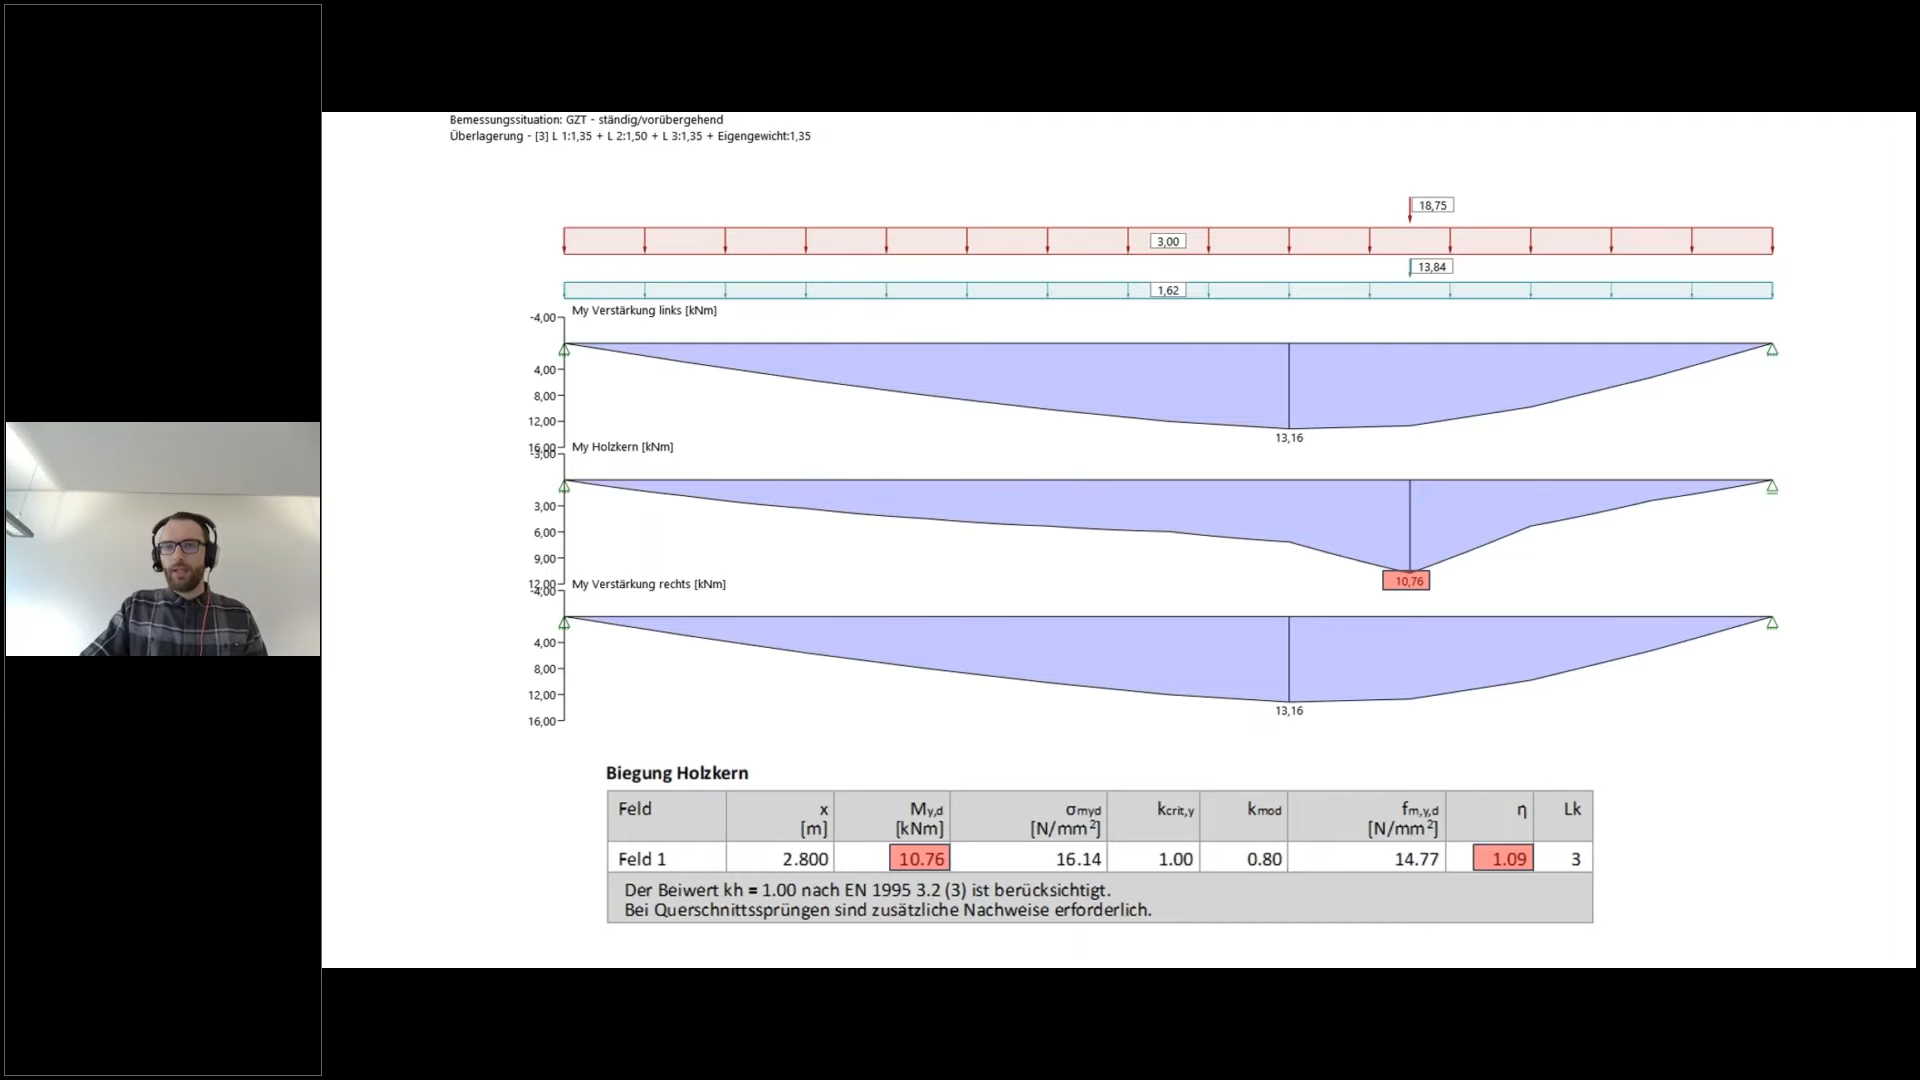 Bemessungssituation: GZT - ständig/vorübergehend
Überlagerung - [3] L 1:1,35 + L 2:1,50 + L 3:1,35 + Eigengewicht:1,35
18,75
3,00
13,84
1,62
My Verstärkung links [kNm]
-4,00
4,00
8,00
12,00
16,00
13,16
My Holzkern [kNm]
-3,00
3,00
6,00
9,00
12,00
10,76
My Verstärkung rechts [kNm]
-4,00
4,00
8,00
12,00
16,00
13,16
Biegung Holzkern
Feld x My,d σmyd kcrit,y kmod fm,y,d η Lk
[m] [kNm] [N/mm²] [N/mm²]
Feld 1 2.800 10.76 16.14 1.00 0.80 14.77 1.09 3
Der Beiwert kh = 1.00 nach EN 1995 3.2 (3) ist berücksichtigt.
Bei Querschnittssprüngen sind zusätzliche Nachweise erforderlich.